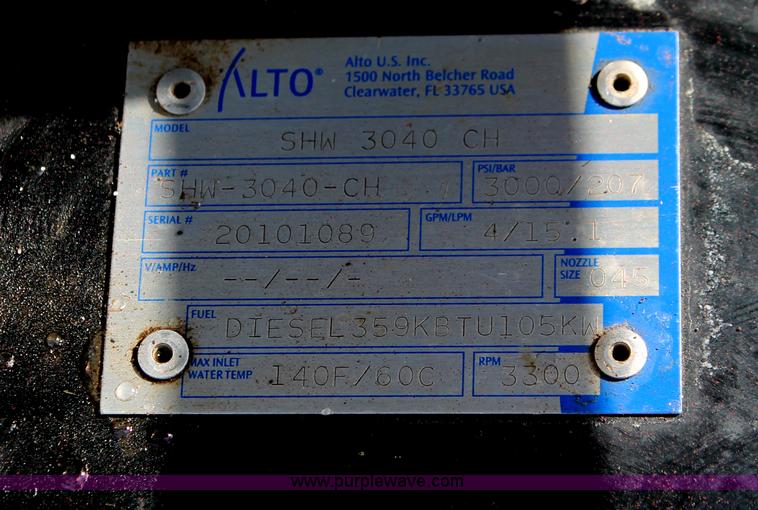 ALTO®
Alto U.S. Inc.
1500 North Belcher Road
Clearwater, FL 33765 USA
MODEL
SHW 3040 CH
PART #
SHW-3040-CH
PSI/BAR
3000/207
SERIAL #
20101089
GPM/LPM
4/15.1
V/AMP/Hz
--/--/-
NOZZLE
SIZE 045
FUEL
DIESEL359KBTU105KW
MAX INLET
WATER TEMP
140F/60C
RPM
3300
www.purplewave.com